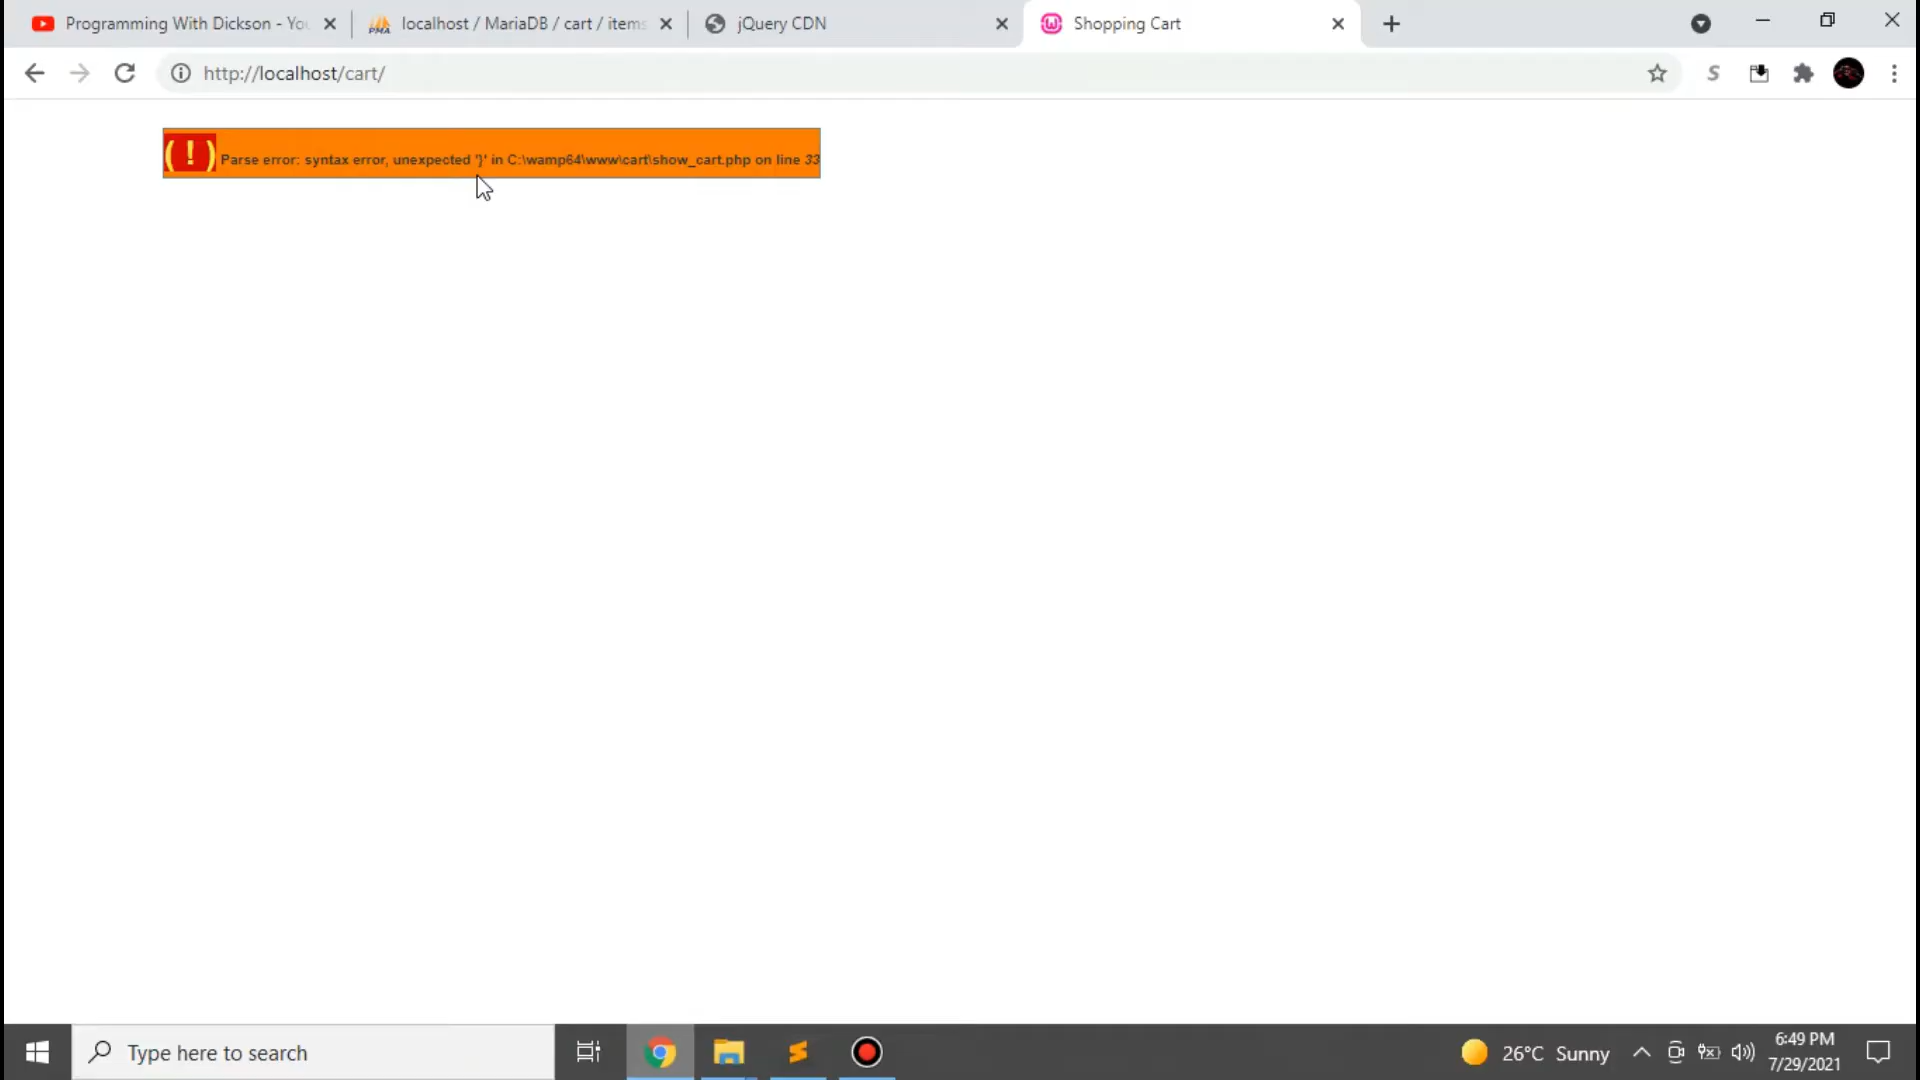 Programming With Dickson - You
localhost / MariaDB / cart / items
jQuery CDN
Shopping Cart
http://localhost/cart/
( ! ) Parse error: syntax error, unexpected '}' in C:\wamp64\www\cart\show_cart.php on line 33
Type here to search
26°C Sunny
6:49 PM
7/29/2021